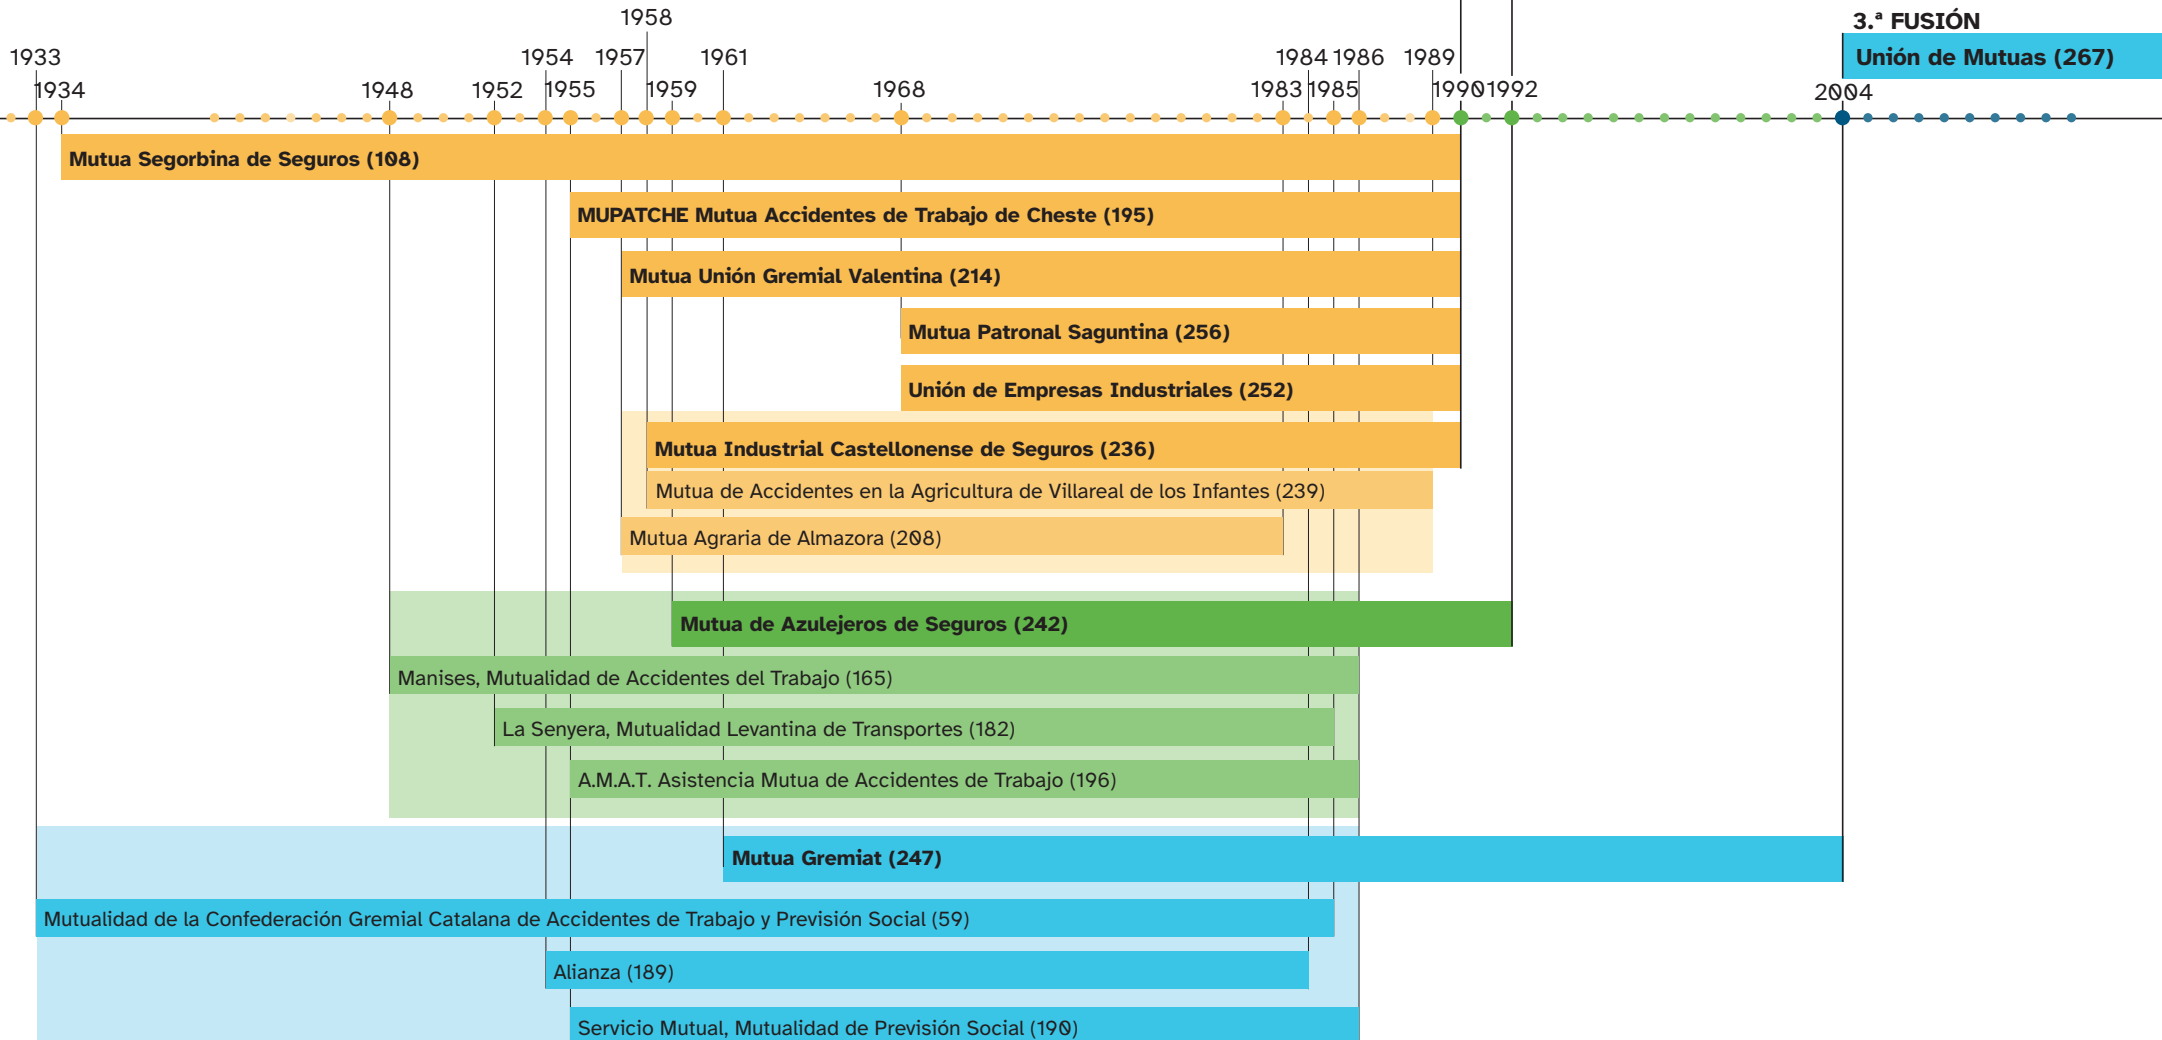 1958
3.ª FUSIÓN
1933
1954
1957
1961
1984
1986
1989
Unión de Mutuas (267)
1934
1948
1952
1955
1959
1968
1983
1985
1990
1992
2004
Mutua Segorbina de Seguros (108)
MUPATCHE Mutua Accidentes de Trabajo de Cheste (195)
Mutua Unión Gremial Valentina (214)
Mutua Patronal Saguntina (256)
Unión de Empresas Industriales (252)
Mutua Industrial Castellonense de Seguros (236)
Mutua de Accidentes en la Agricultura de Villareal de los Infantes (239)
Mutua Agraria de Almazora (208)
Mutua de Azulejeros de Seguros (242)
Manises, Mutualidad de Accidentes del Trabajo (165)
La Senyera, Mutualidad Levantina de Transportes (182)
A.M.A.T. Asistencia Mutua de Accidentes de Trabajo (196)
Mutua Gremiat (247)
Mutualidad de la Confederación Gremial Catalana de Accidentes de Trabajo y Previsión Social (59)
Alianza (189)
Servicio Mutual, Mutualidad de Previsión Social (190)